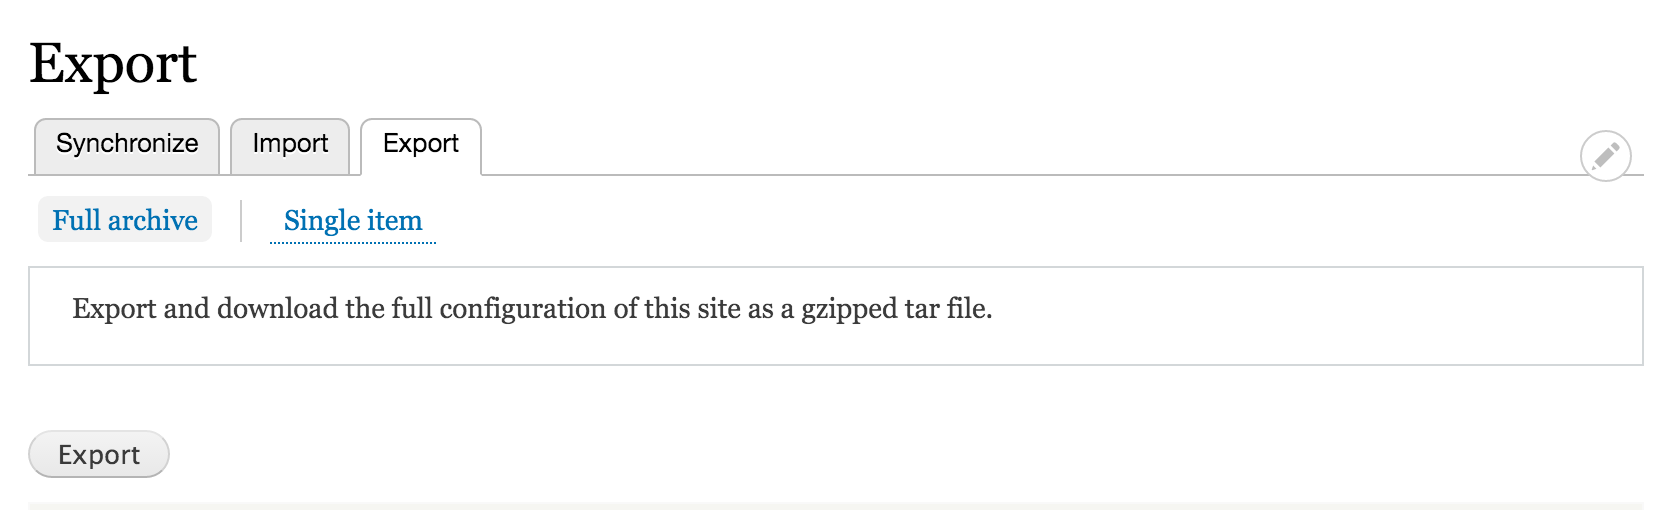 Export
Synchronize Import Export
Full archive Single item
Export and download the full configuration of this site as a gzipped tar file.
Export